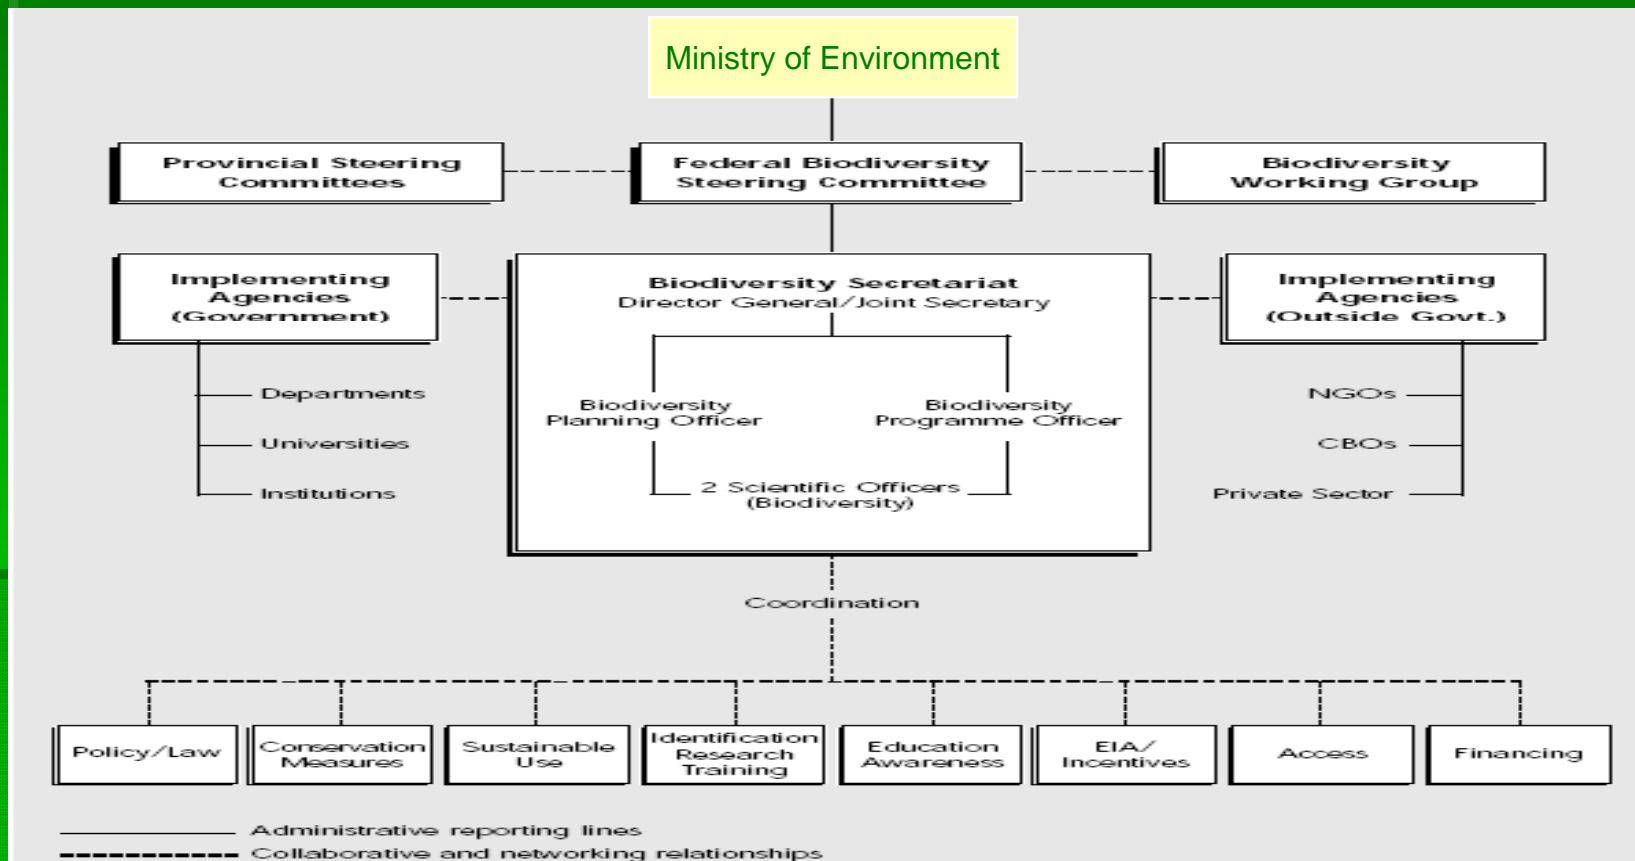 Ministry of Environment
Provincial Steering
Committees
Federal Biodiversity
Steering Committee
Biodiversity
Working Group
Implementing
Agencies
(Government)
Departments
Universities
Institutions
Biodiversity Secretariat
Director General/Joint Secretary
Biodiversity
Planning Officer
Biodiversity
Programme Officer
2 Scientific Officers
(Biodiversity)
Implementing
Agencies
(Outside Govt.)
NGOs
CBOs
Private Sector
Coordination
Policy/Law
Conservation
Measures
Sustainable
Use
Identification
Research
Training
Education
Awareness
EIA/
Incentives
Access
Financing
Administrative reporting lines
Collaborative and networking relationships